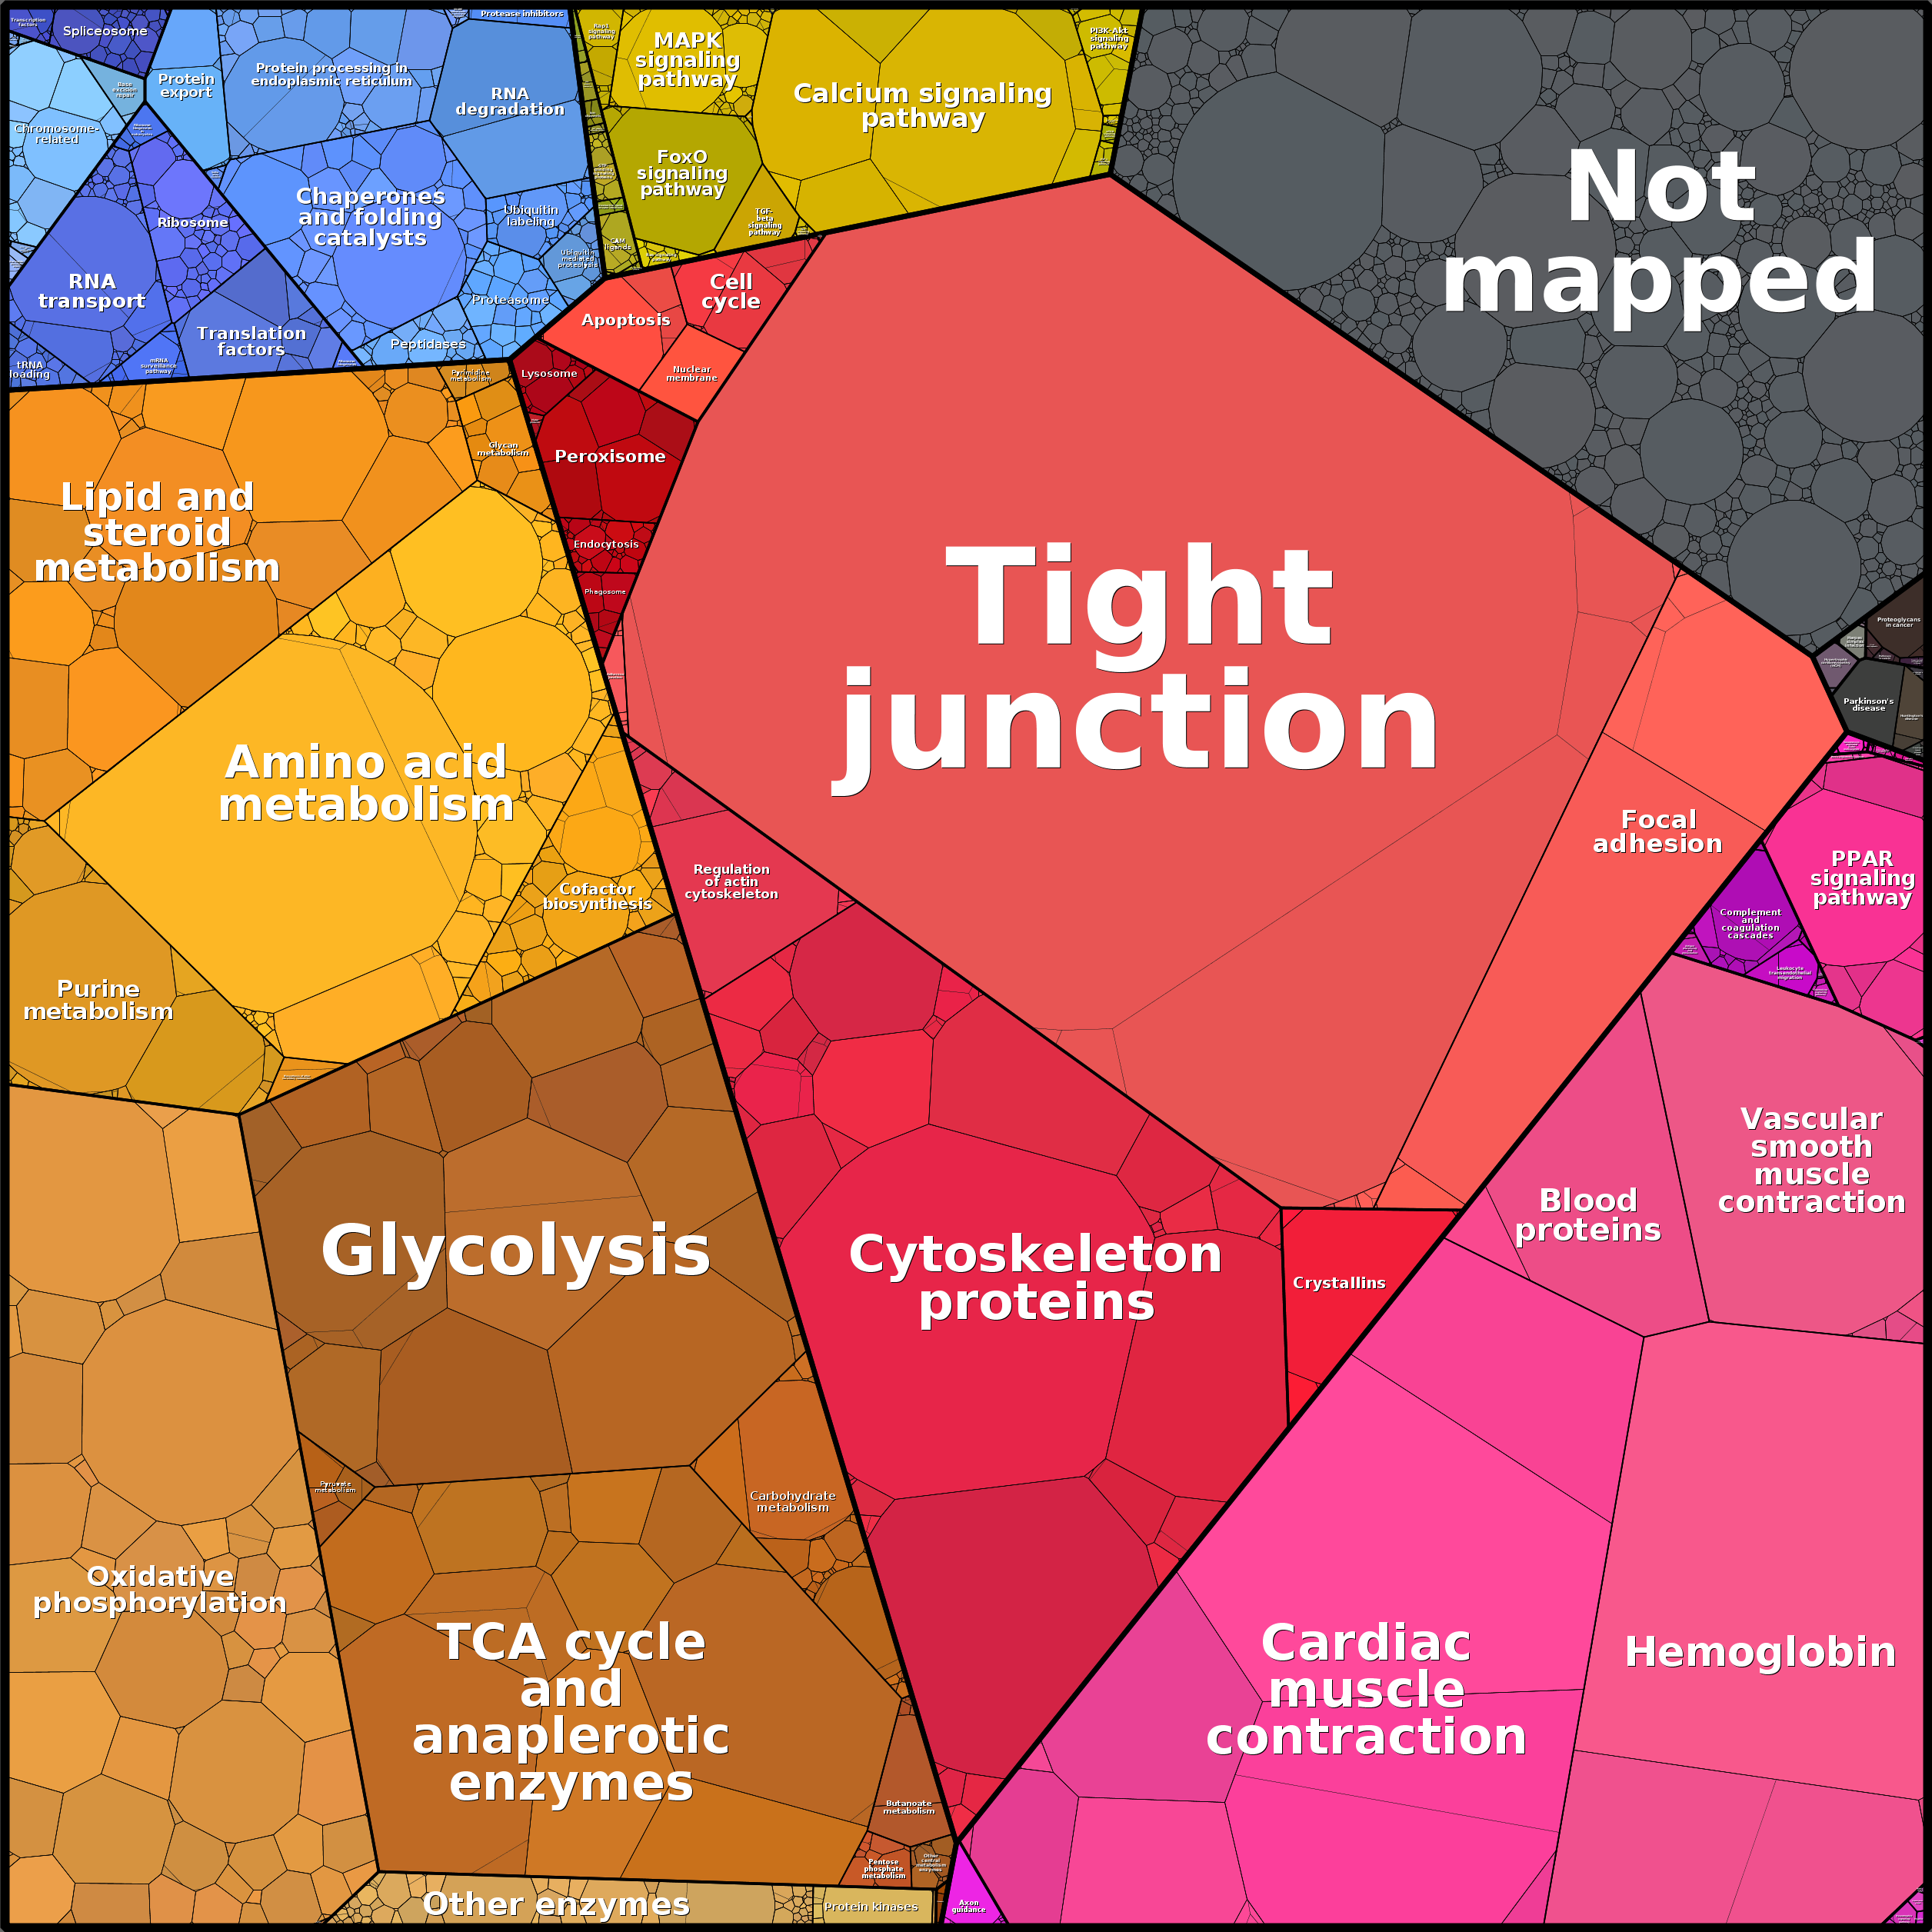 Transcription
factors
Spliceosome
Protease inhibitors
Protein
export
Protein processing in
endoplasmic reticulum
RNA
degradation
Base
excision
repair
Chromosome-
related
Chaperones
and folding
catalysts
Ribosome
Ubiquitin
labeling
Ubiquitin
mediated
proteolysis
RNA
transport
Proteasome
Translation
factors
Peptidases
tRNA
loading
mRNA
surveillance
pathway
Rap1
signaling
pathway
MAPK
signaling
pathway
Calcium signaling
pathway
PI3K-Akt
signaling
pathway
FoxO
signaling
pathway
TGF-
beta
signaling
pathway
CAM
ligands
Not
mapped
Cell
cycle
Apoptosis
Nuclear
membrane
Lysosome
Peroxisome
Endocytosis
Phagosome
Tight
junction
Focal
adhesion
Regulation
of actin
cytoskeleton
Cytoskeleton
proteins
Crystallins
Pyrimidine
metabolism
Glycan
metabolism
Lipid and
steroid
metabolism
Amino acid
metabolism
Cofactor
biosynthesis
Purine
metabolism
Glycolysis
Pyruvate
metabolism
Carbohydrate
metabolism
Oxidative
phosphorylation
TCA cycle
and
anaplerotic
enzymes
Butanoate
metabolism
Pentose
phosphate
metabolism
Other
central
metabolism
enzymes
Other enzymes
Protein kinases
Proteoglycans
in cancer
Parkinson's
disease
PPAR
signaling
pathway
Complement
and
coagulation
cascades
Leukocyte
transendothelial
migration
Vascular
smooth
muscle
contraction
Blood
proteins
Cardiac
muscle
contraction
Hemoglobin
Axon
guidance